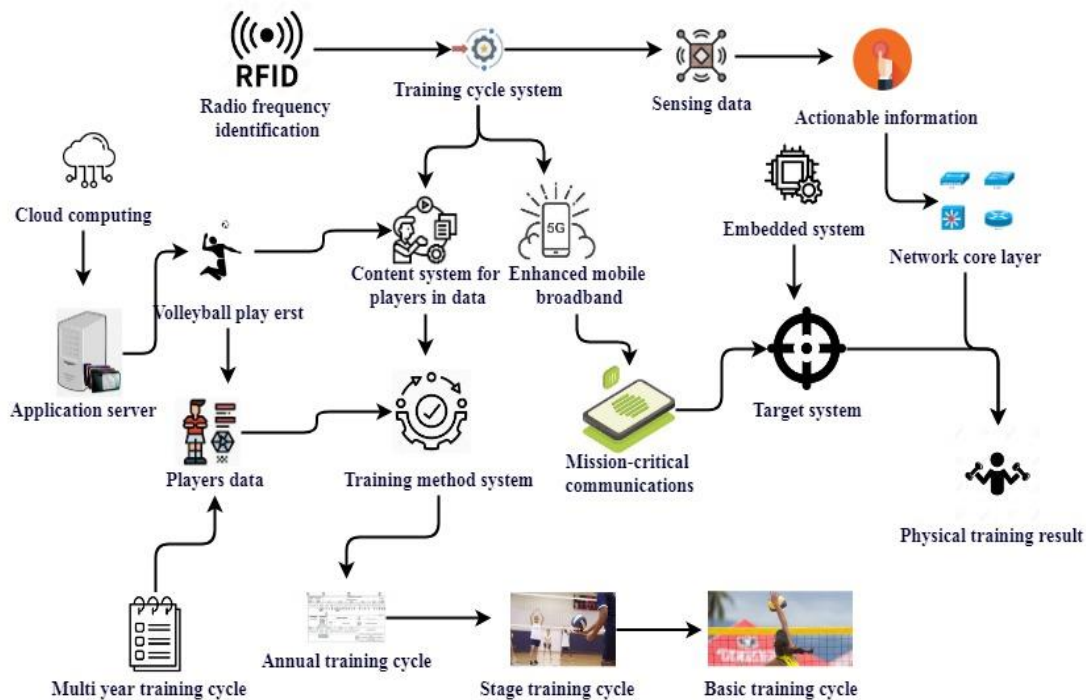 RFID
Radio frequency
identification
Training cycle system
Sensing data
Actionable information
Cloud computing
Volleyball play erst
Content system for
players in data
5G
Enhanced mobile
broadband
Embedded system
Network core layer
Application server
Players data
Training method system
Mission-critical
communications
Target system
Physical training result
Multi year training cycle
Annual training cycle
Stage training cycle
Basic training cycle